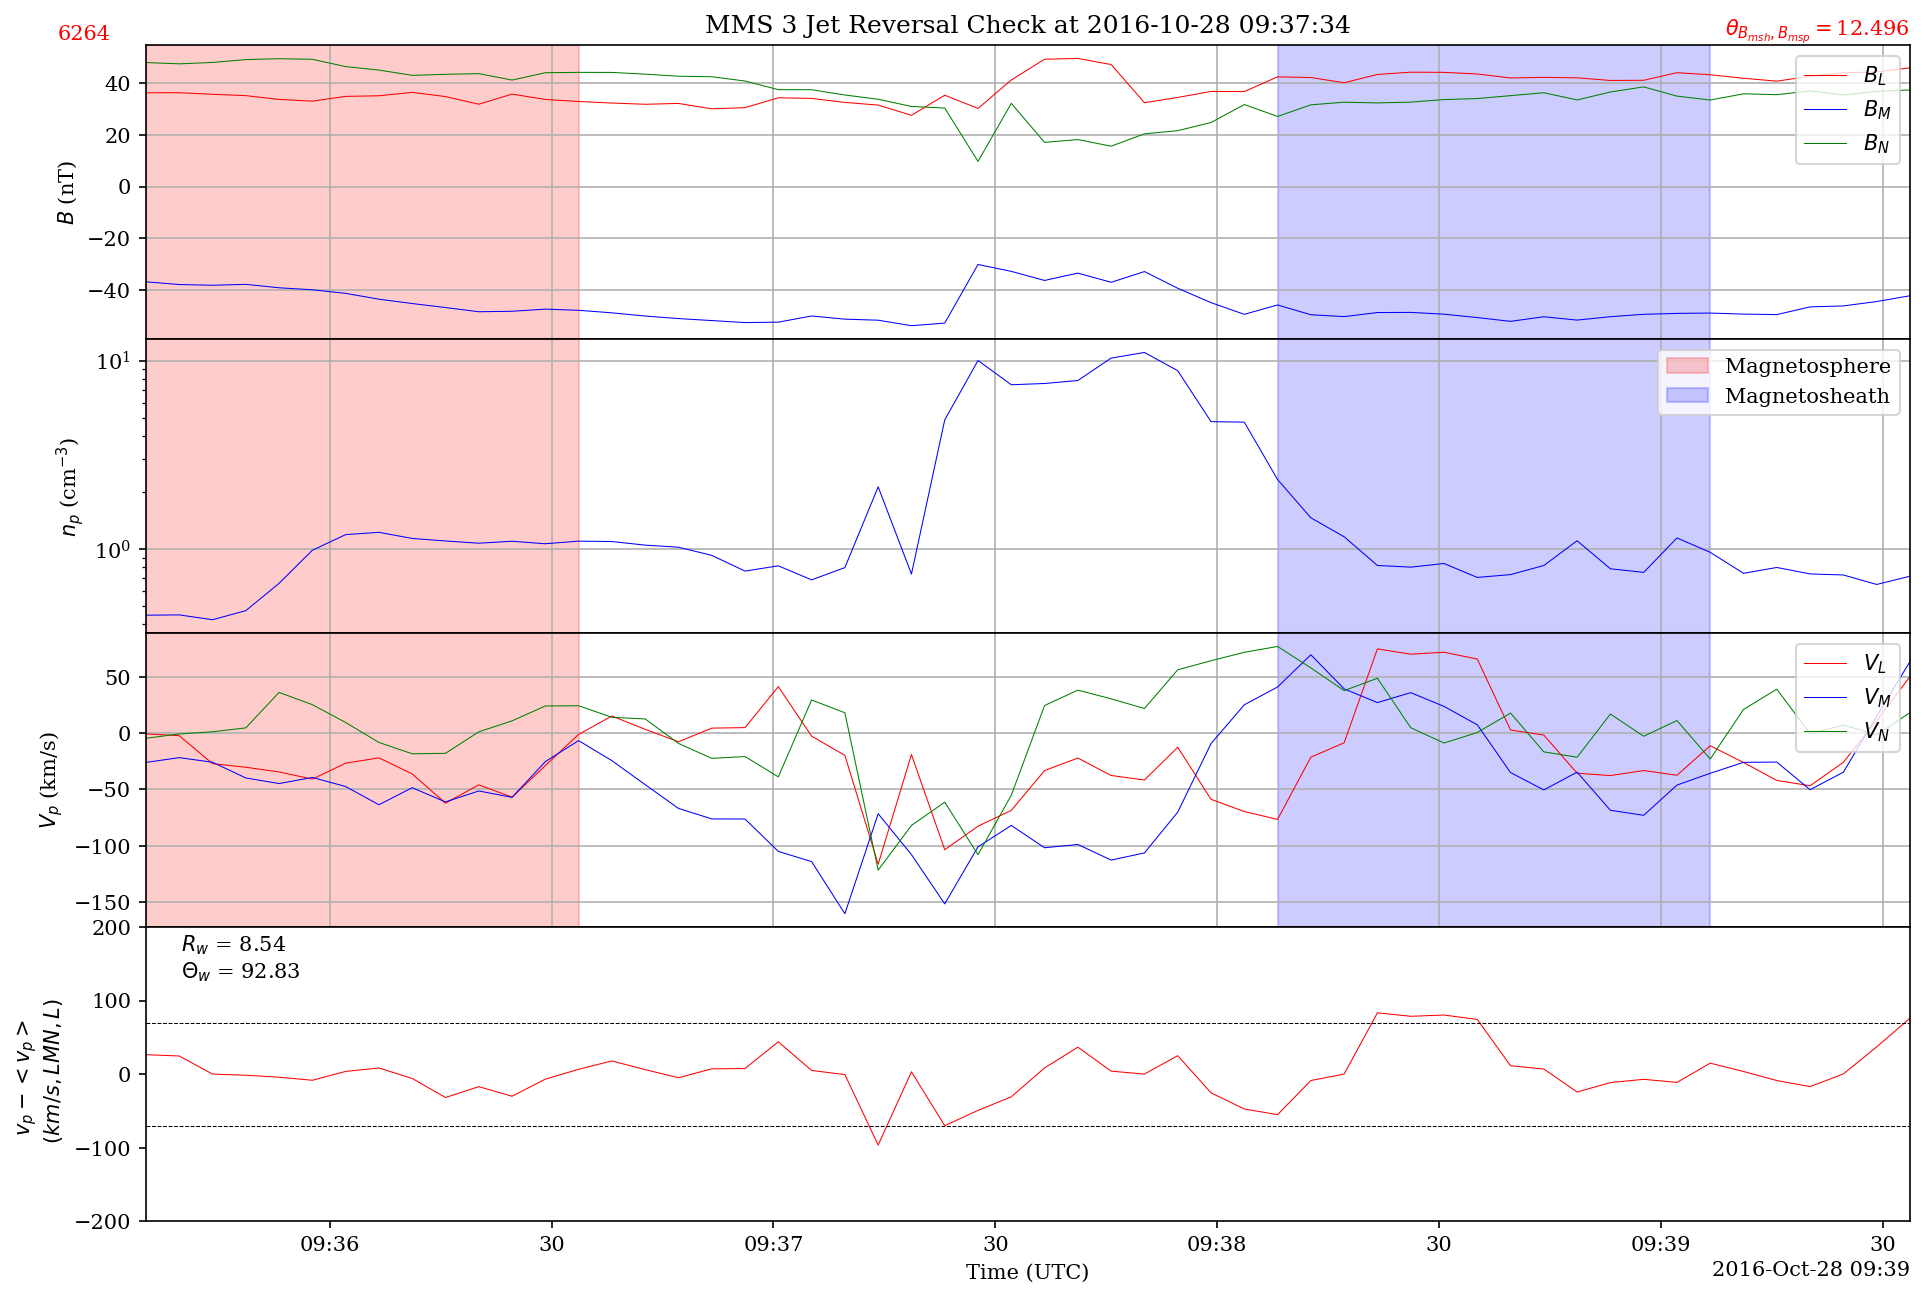 MMS 3 Jet Reversal Check at 2016-10-28 09:37:34
6264
θ_{B_{msh}, B_{msp}} = 12.496
40
20
0
−20
−40
B (nT)
B_L
B_M
B_N
10^1
10^0
n_p (cm^{−3})
Magnetosphere
Magnetosheath
50
0
−50
−100
−150
V_p (km/s)
V_L
V_M
V_N
200
100
0
−100
−200
v_p − < v_p >
(km/s, LMN, L)
R_w = 8.54
Θ_w = 92.83
09:36
30
09:37
30
09:38
30
09:39
30
Time (UTC)
2016-Oct-28 09:39